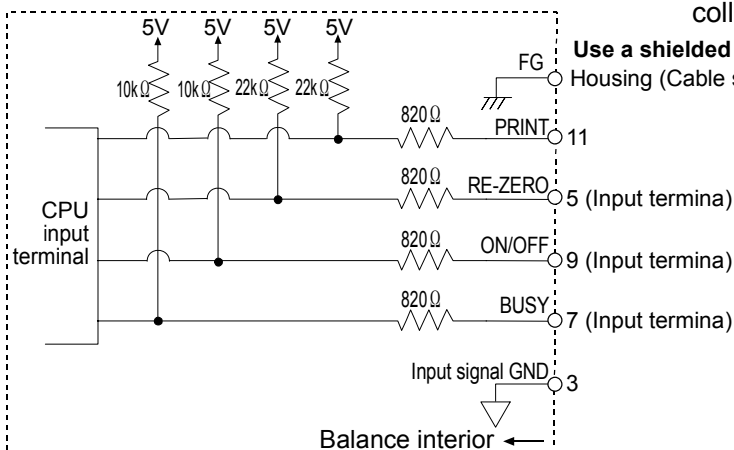 coll
5V 5V 5V 5V
Use a shielded
FG
Housing (Cable s
10kΩ 10kΩ 22kΩ 22kΩ
820Ω
PRINT
11
820Ω
RE-ZERO
5 (Input termina)
CPU
input
terminal
820Ω
ON/OFF
9 (Input termina)
820Ω
BUSY
7 (Input termina)
Input signal GND
3
Balance interior